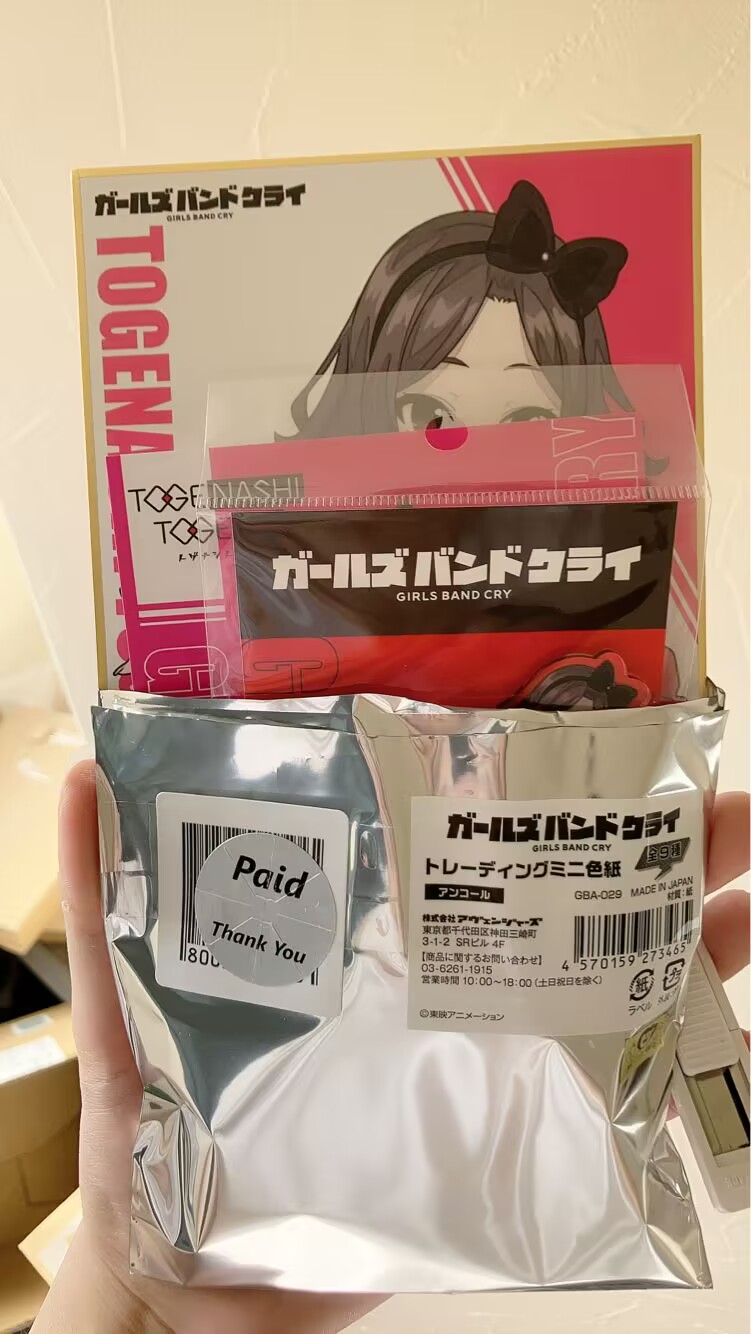 ガールズバンドクライ
GIRLS BAND CRY
TOGENA
RY
TOGENASHI
TOGE
ガールズバンドクライ
GIRLS BAND CRY
G
G
Paid
Thank You
800
ガールズバンドクライ
GIRLS BAND CRY
トレーディングミニ色紙
全9種
アンコール
GBA-029 MADE IN JAPAN
材質:紙
株式会社アヴェンジャーズ
東京都千代田区神田三崎町
3-1-2 SRビル 4F
【商品に関するお問い合わせ】
03-6261-1915
営業時間 10:00~18:00 (土日祝日を除く)
4 570159 273465
紙
ラベル
プラ
©東映アニメーション